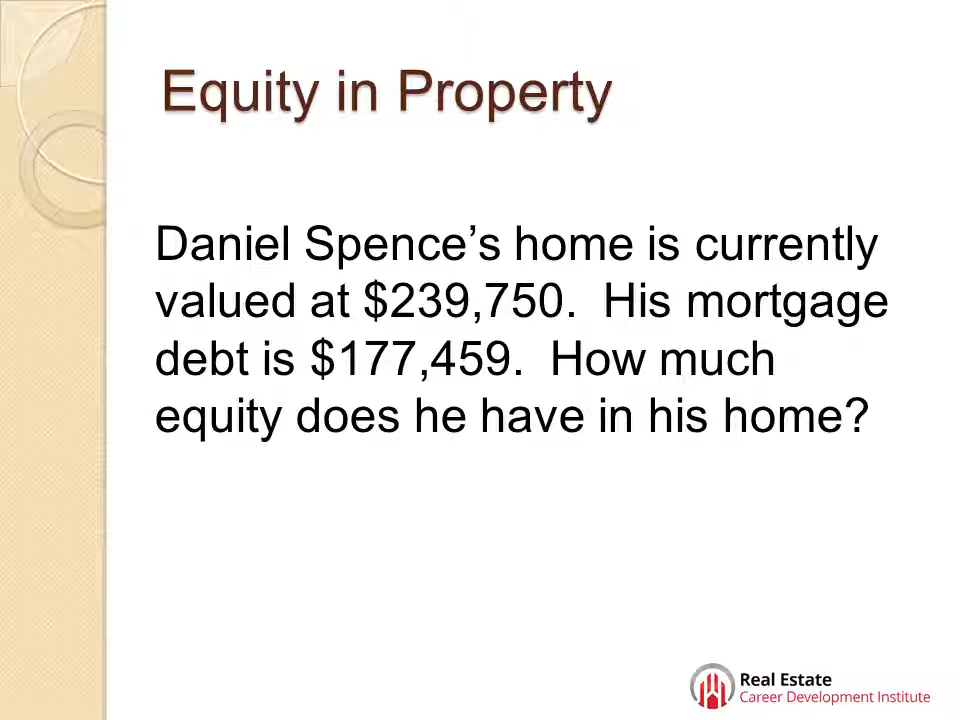 Equity in Property
Daniel Spence’s home is currently
valued at $239,750.  His mortgage
debt is $177,459.  How much
equity does he have in his home?
Real Estate
Career Development Institute